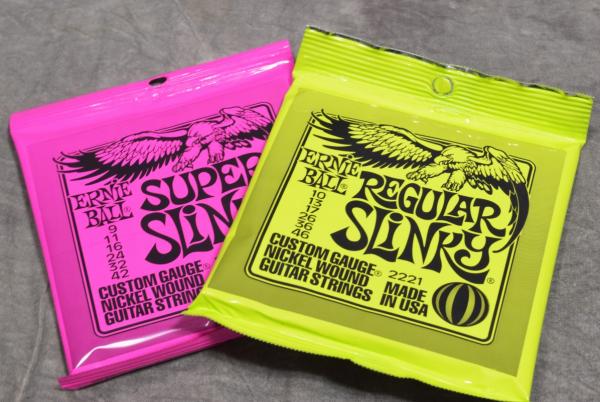 ERNIE
BALL®
SUPER
SLINK
9
11
16
24
32
42
CUSTOM GAUGE®
NICKEL WOUND
GUITAR STRINGS
ERNIE
BALL®
REGULAR
SLINKY®
10
13
17
26
36
46
CUSTOM GAUGE®
NICKEL WOUND
GUITAR STRINGS
2221
MADE
IN USA